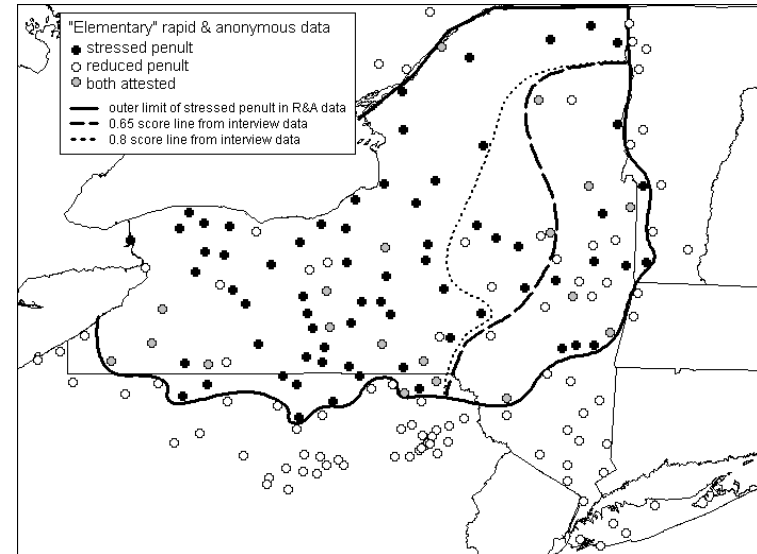 "Elementary" rapid & anonymous data
stressed penult
reduced penult
both attested
outer limit of stressed penult in R&A data
0.65 score line from interview data
0.8 score line from interview data